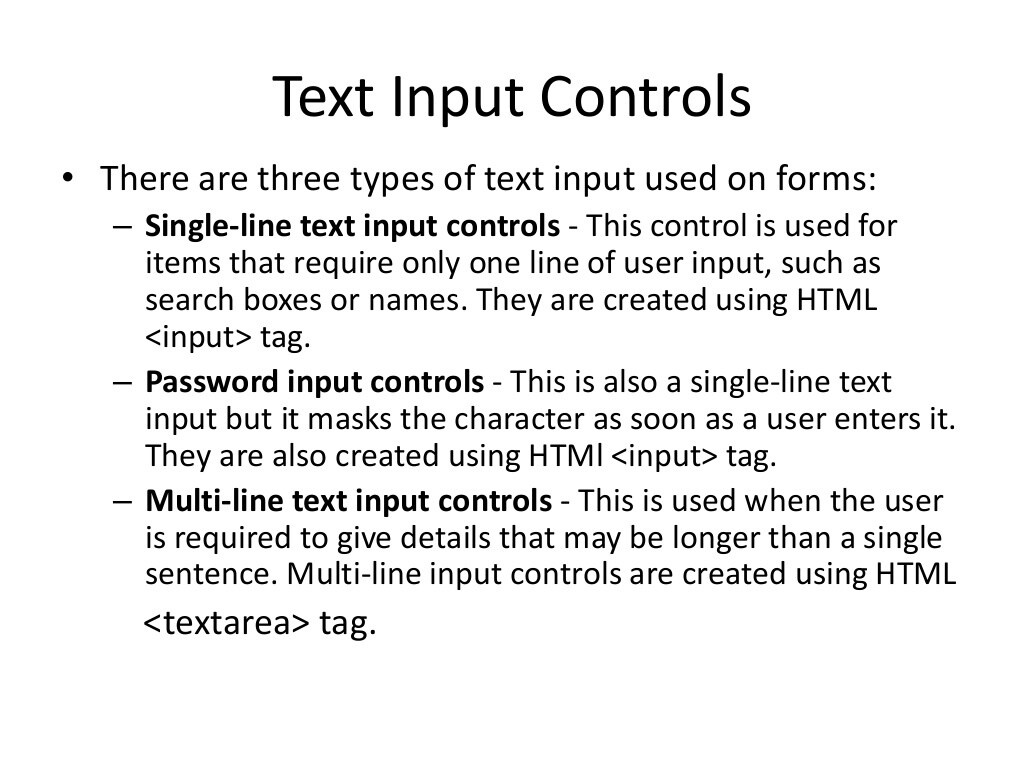 Text Input Controls
• There are three types of text input used on forms:
– Single-line text input controls - This control is used for
items that require only one line of user input, such as
search boxes or names. They are created using HTML
<input> tag.
– Password input controls - This is also a single-line text
input but it masks the character as soon as a user enters it.
They are also created using HTMl <input> tag.
– Multi-line text input controls - This is used when the user
is required to give details that may be longer than a single
sentence. Multi-line input controls are created using HTML
<textarea> tag.